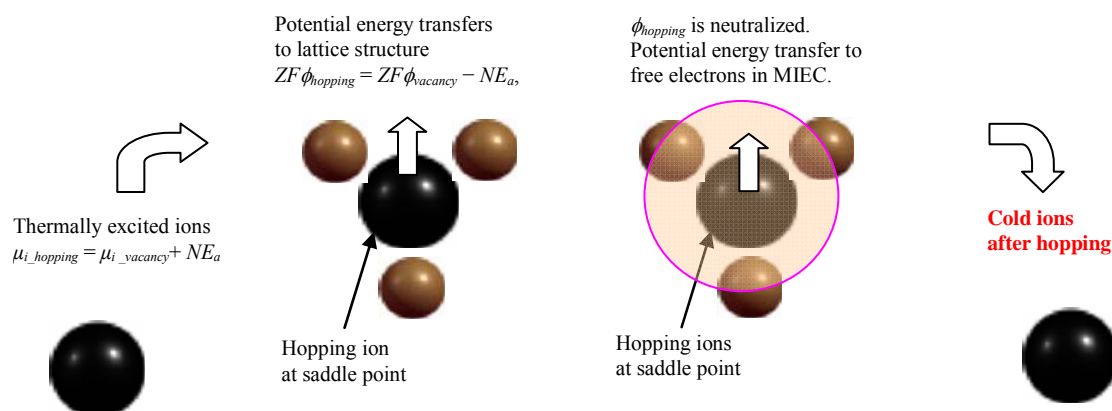 Potential energy transfers
to lattice structure
ZFϕhopping = ZFϕvacancy − NEa,
ϕhopping is neutralized.
Potential energy transfer to
free electrons in MIEC.
Thermally excited ions
μi_hopping = μi_vacancy+ NEa
Cold ions
after hopping
Hopping ion
at saddle point
Hopping ions
at saddle point